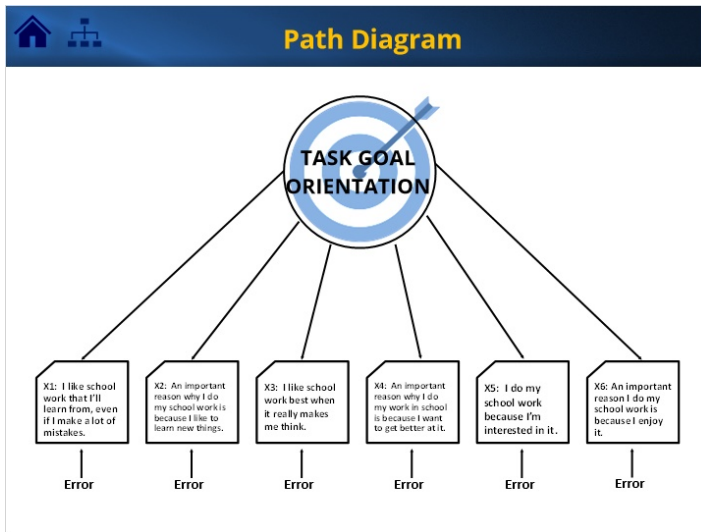 Path Diagram
TASK GOAL
ORIENTATION
X1: I like school
work that I'll
learn from, even
if I make a lot of
mistakes.
X2: An important
reason why I do
my school work is
because I like to
learn new things.
X3: I like school
work best when
it really makes
me think.
X4: An important
reason why I do
my work in school
is because I want
to get better at it.
X5: I do my
school work
because I'm
interested in it.
X6: An important
reason I do my
school work is
because I enjoy
it.
Error
Error
Error
Error
Error
Error